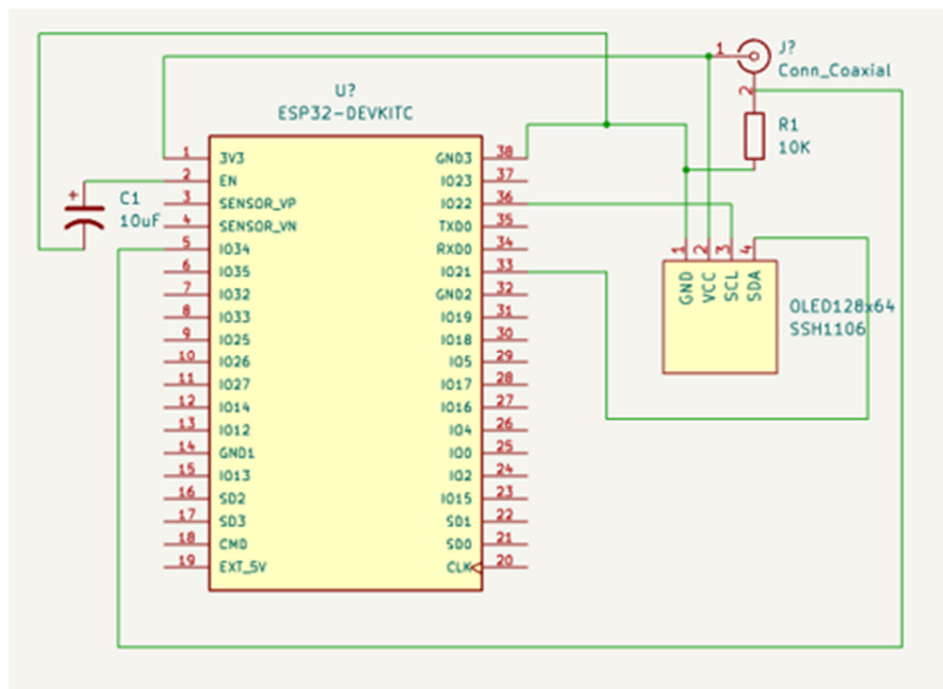 J?
Conn_Coaxial
1
2
U?
ESP32-DEVKITC
R1
10K
1 3V3 GND3 38
2 EN IO23 37
3 SENSOR_VP IO22 36
4 SENSOR_VN TXD0 35
5 IO34 RXD0 34
6 IO35 IO21 33
7 IO32 GND2 32
8 IO33 IO19 31
9 IO25 IO18 30
10 IO26 IO5 29
11 IO27 IO17 28
12 IO14 IO16 27
13 IO12 IO4 26
14 GND1 IO0 25
15 IO13 IO2 24
16 SD2 IO15 23
17 SD3 SD1 22
18 CMD SD0 21
19 EXT_5V CLK 20
+
C1
10uF
1 2 3 4
GND VCC SCL SDA
OLED128x64
SSH1106